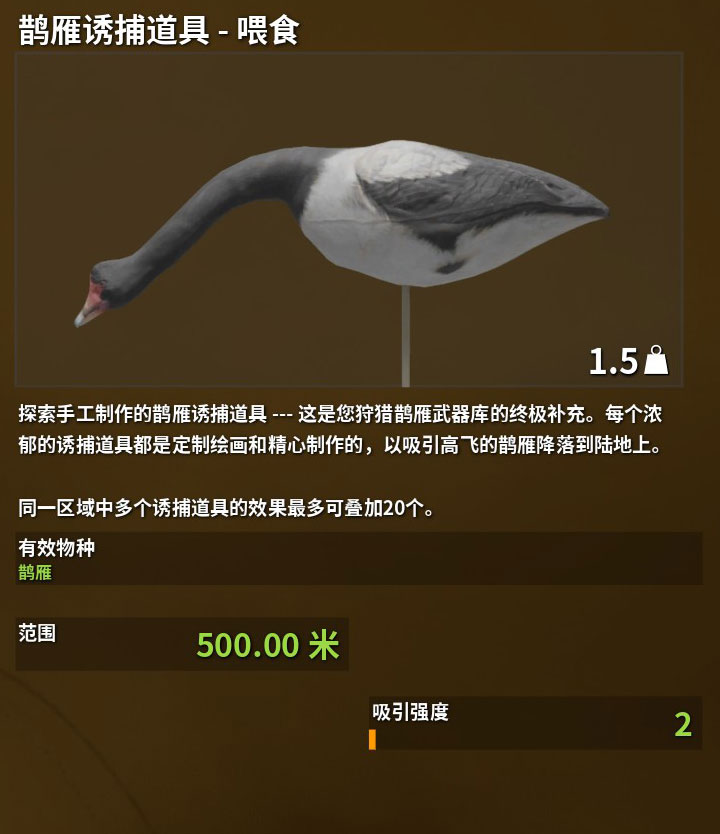 鹊雁诱捕道具 - 喂食
1.5
探索手工制作的鹊雁诱捕道具 --- 这是您狩猎鹊雁武器库的终极补充。每个浓
郁的诱捕道具都是定制绘画和精心制作的，以吸引高飞的鹊雁降落到陆地上。
同一区域中多个诱捕道具的效果最多可叠加20个。
有效物种
鹊雁
范围
500.00 米
吸引强度
2